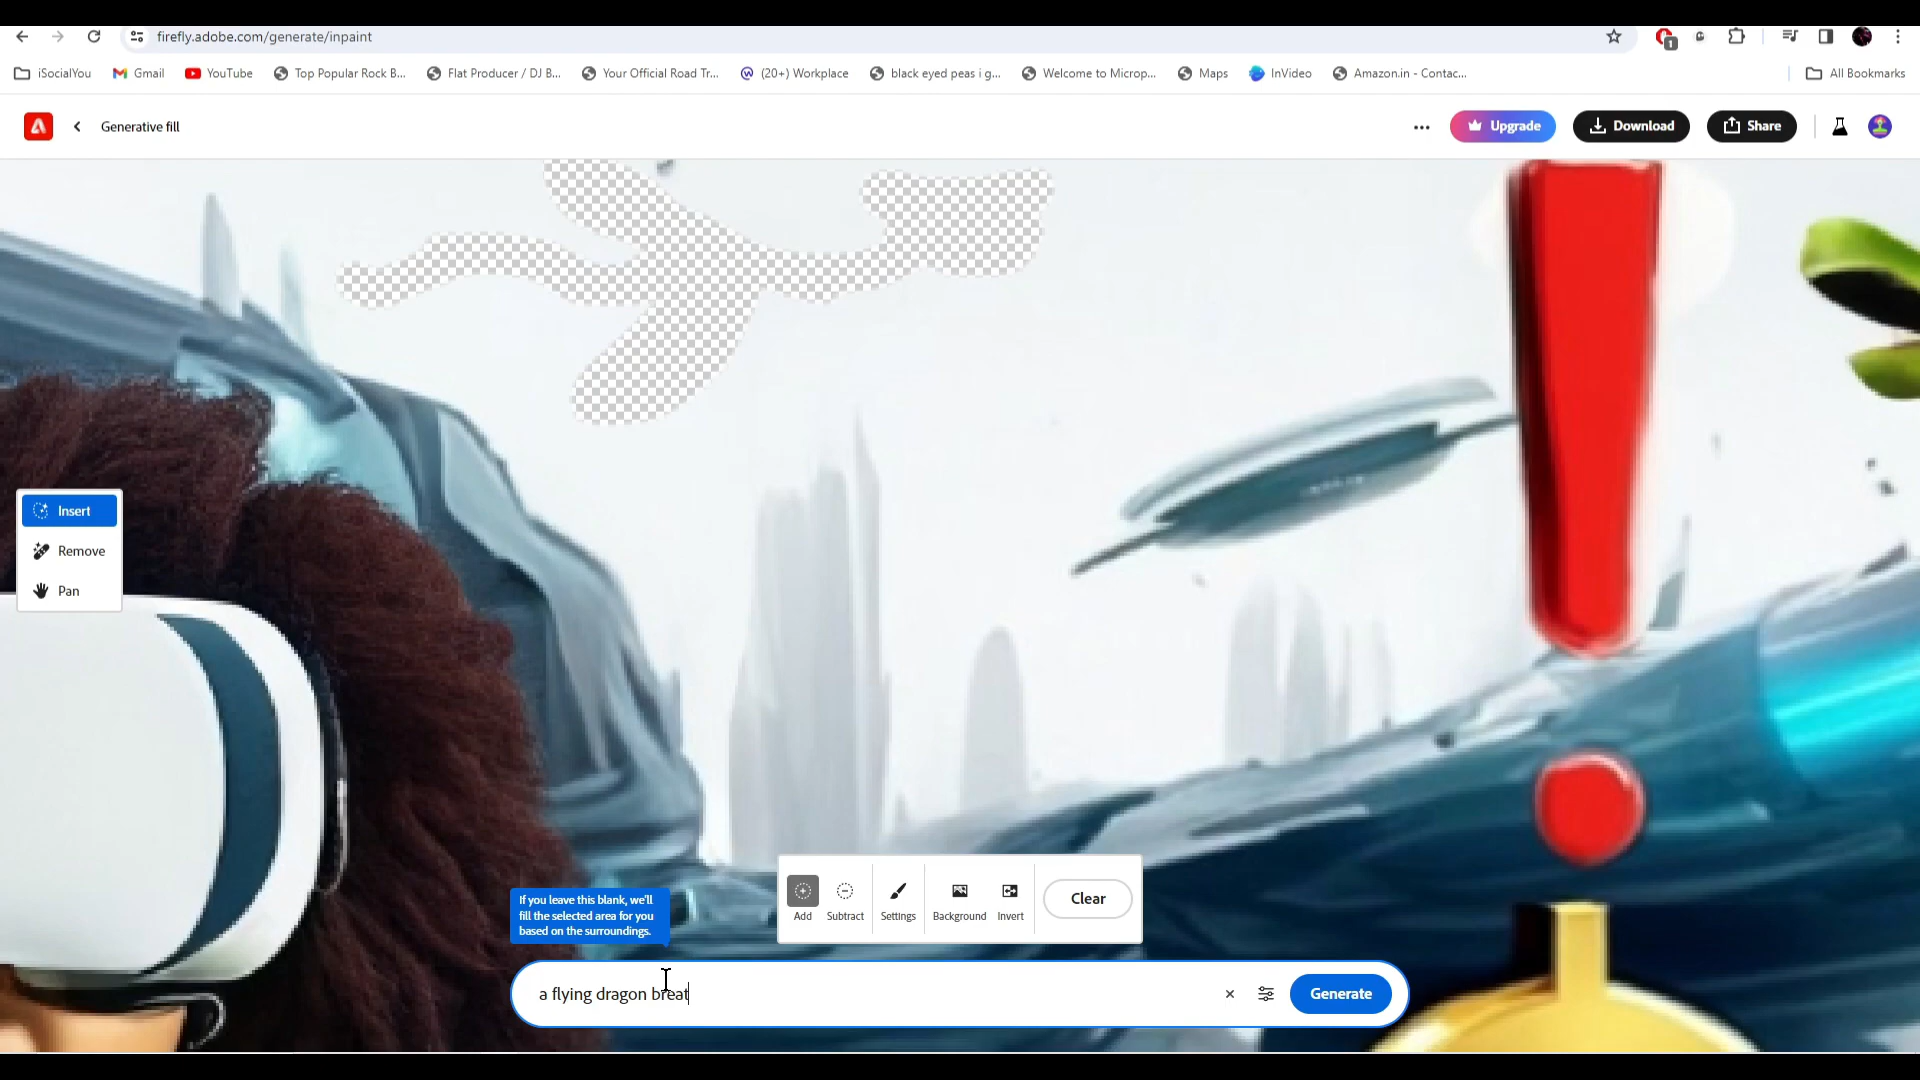 firefly.adobe.com/generate/inpaint
1
iSocialYou
Gmail
YouTube
Top Popular Rock B...
Flat Producer / DJ B...
Your Official Road Tr...
(20+) Workplace
black eyed peas i g...
Welcome to Microp...
Maps
InVideo
Amazon.in - Contac...
All Bookmarks
Generative fill
Upgrade
Download
Share
Insert
Remove
Pan
If you leave this blank, we'll
fill the selected area for you
based on the surroundings.
Add
Subtract
Settings
Background
Invert
Clear
a flying dragon breat
Generate